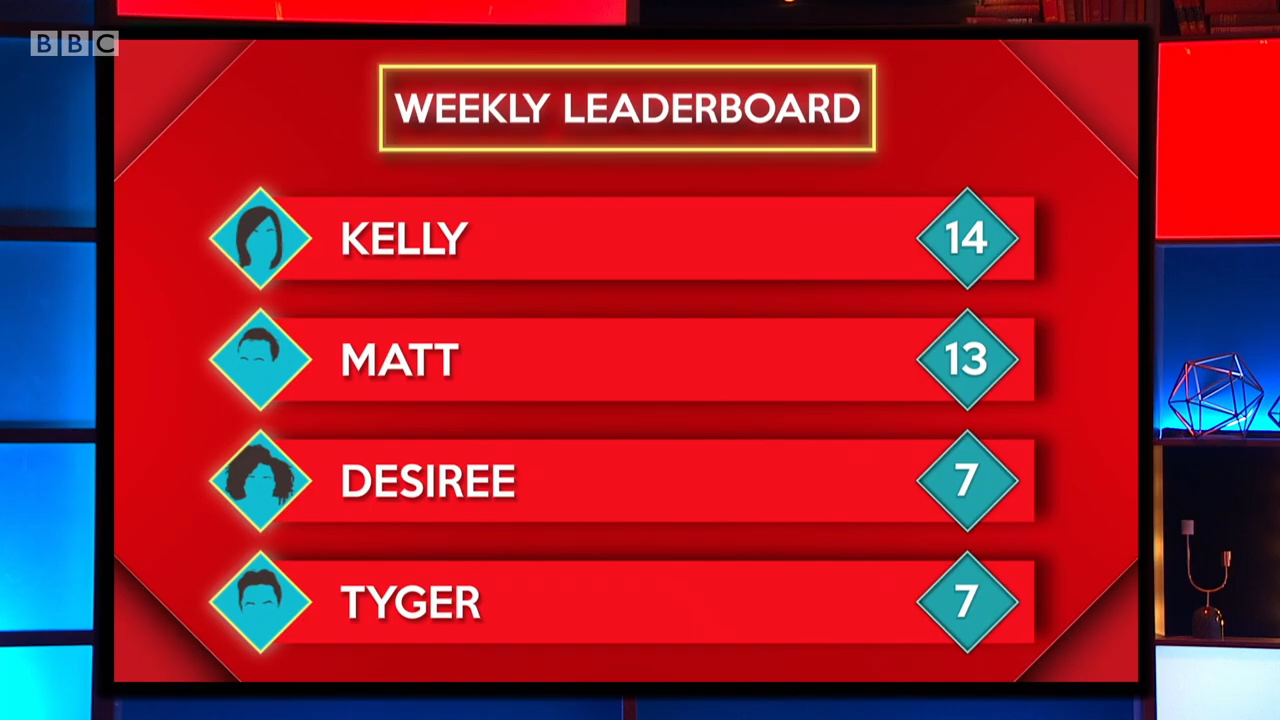 BBC
WEEKLY LEADERBOARD
KELLY 14
MATT 13
DESIREE 7
TYGER 7